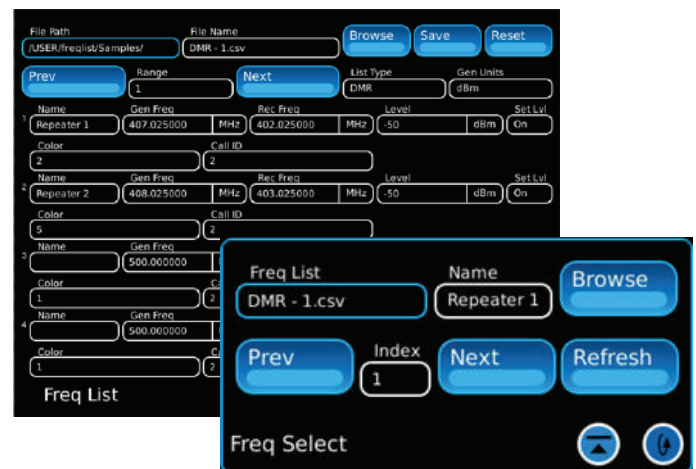 File Path File Name
/USER/freqlist/Samples/ DMR - 1.csv Browse Save Reset
Prev Range Next List Type Gen Units
1 DMR dBm
Name Gen Freq Rec Freq Level Set Lvl
1 Repeater 1 407.025000 MHz 402.025000 MHz -50 dBm On
Color Call ID
2 2
Name Gen Freq Rec Freq Level Set Lvl
2 Repeater 2 408.025000 MHz 403.025000 MHz -50 dBm On
Color Call ID
5 2
Name Gen Freq
3 500.000000
Color
1 2
Name Gen Freq
4 500.000000
Color
1 2
Freq List
Freq List Name Browse
DMR - 1.csv Repeater 1
Prev Index Next Refresh
1
Freq Select